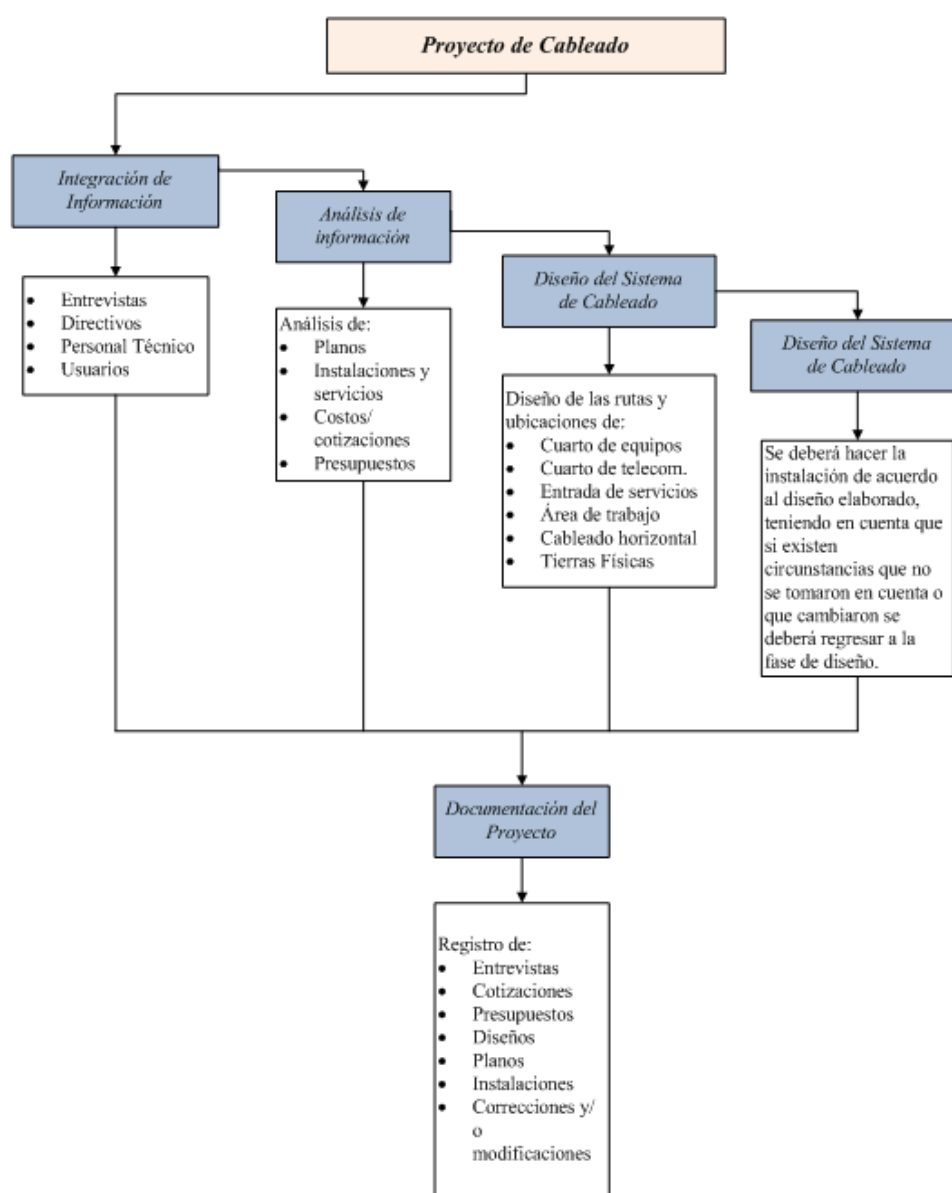 Proyecto de Cableado
Integración de
Información
Análisis de
información
Diseño del Sistema
de Cableado
Diseño del Sistema
de Cableado
• Entrevistas
• Directivos
• Personal Técnico
• Usuarios
Análisis de:
• Planos
• Instalaciones y
servicios
• Costos/
cotizaciones
• Presupuestos
Diseño de las rutas y
ubicaciones de:
• Cuarto de equipos
• Cuarto de telecom.
• Entrada de servicios
• Área de trabajo
• Cableado horizontal
• Tierras Físicas
Se deberá hacer la
instalación de acuerdo
al diseño elaborado,
teniendo en cuenta que
si existen
circunstancias que no
se tomaron en cuenta o
que cambiaron se
deberá regresar a la
fase de diseño.
Documentación del
Proyecto
Registro de:
• Entrevistas
• Cotizaciones
• Presupuestos
• Diseños
• Planos
• Instalaciones
• Correcciones y/
o
modificaciones